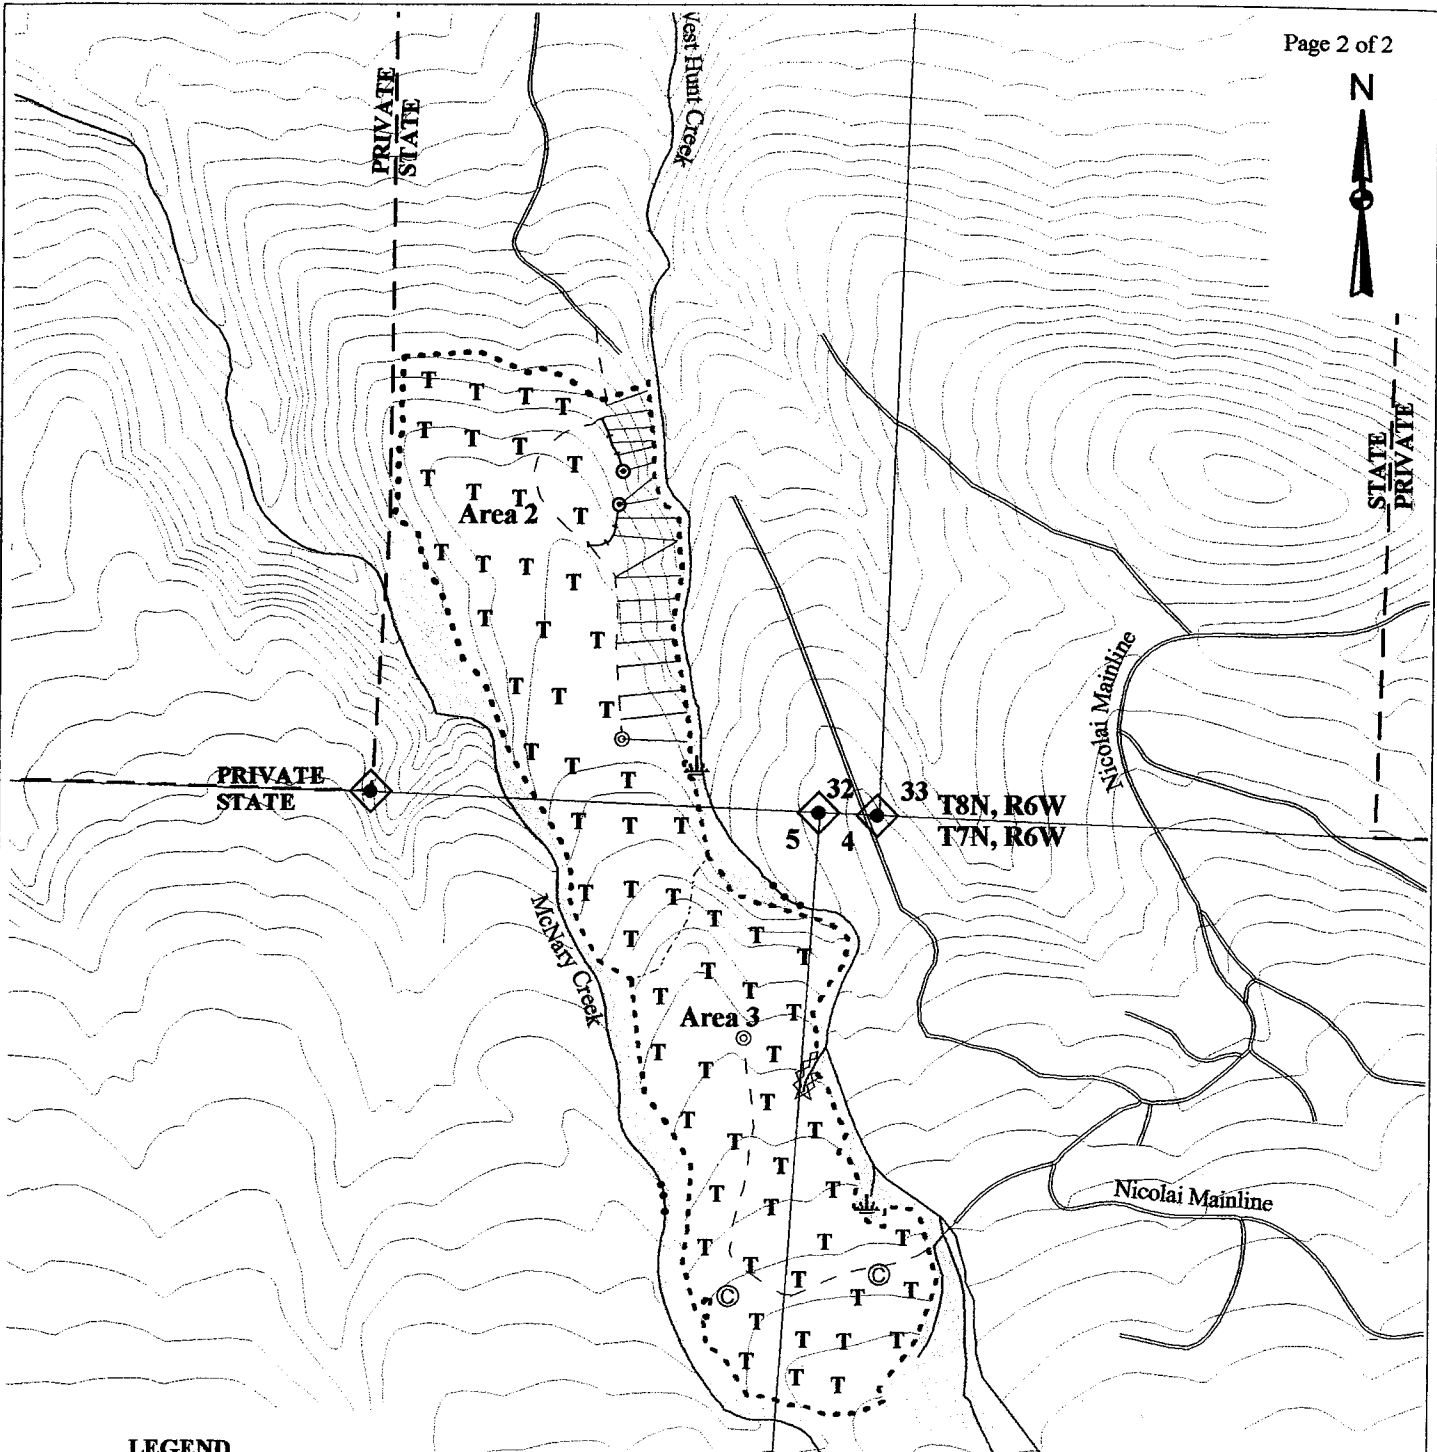 Page 2 of 2
N
PRIVATE
STATE
West Hunt Creek
STATE
PRIVATE
T T T T
T T T T
T T T T
Area 2
T T T T
T T T
T T T
Nicolai Mainline
PRIVATE
STATE
T T T
32
33
T8N, R6W
5
4
T7N, R6W
T T T
T T T T T
T T
McNary Creek
T T T T
Area 3
T T T
T T T
T T T
T T T
Nicolai Mainline
T T T T
T T T
© ©
T T T
T T T T
T T T
LEGEND